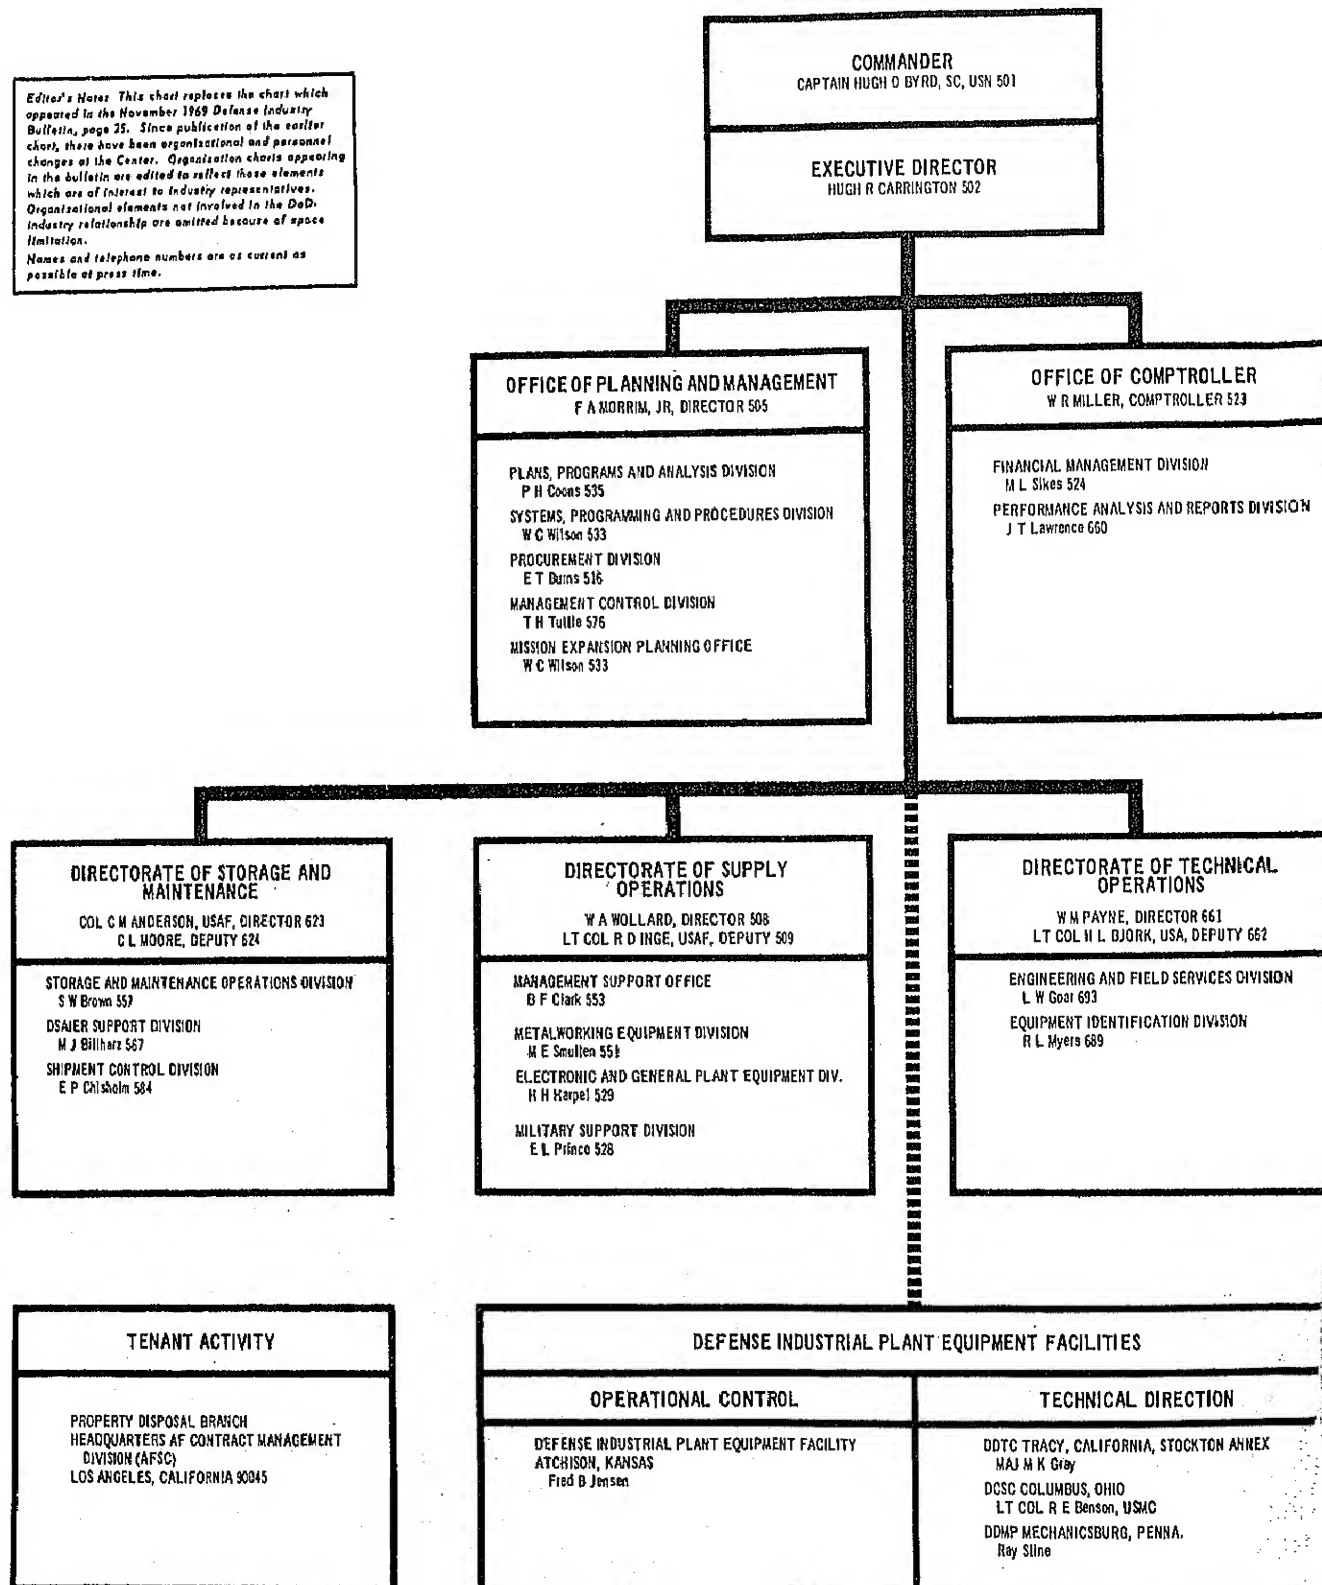 Editor's Note: This chart replaces the chart which
appeared in the November 1969 Defense Industry
Bulletin, page 25. Since publication of the earlier
chart, there have been organizational and personnel
changes at the Center. Organization charts appearing
in the bulletin are edited to reflect those elements
which are of interest to industry representatives.
Organizational elements not involved in the DoD-
industry relationship are omitted because of space
limitation.
Names and telephone numbers are as current as
possible at press time.
COMMANDER
CAPTAIN HUGH O BYRD, SC, USN 501
EXECUTIVE DIRECTOR
HUGH R CARRINGTON 502
OFFICE OF PLANNING AND MANAGEMENT
F A MORRIM, JR, DIRECTOR 505
PLANS, PROGRAMS AND ANALYSIS DIVISION
P H Coons 535
SYSTEMS, PROGRAMMING AND PROCEDURES DIVISION
W C Wilson 533
PROCUREMENT DIVISION
E T Burns 516
MANAGEMENT CONTROL DIVISION
T H Tuttle 576
MISSION EXPANSION PLANNING OFFICE
W C Wilson 533
OFFICE OF COMPTROLLER
W R MILLER, COMPTROLLER 523
FINANCIAL MANAGEMENT DIVISION
M L Sikes 524
PERFORMANCE ANALYSIS AND REPORTS DIVISION
J T Lawrence 660
DIRECTORATE OF STORAGE AND
MAINTENANCE
COL C M ANDERSON, USAF, DIRECTOR 623
C L MOORE, DEPUTY 624
STORAGE AND MAINTENANCE OPERATIONS DIVISION
S W Brown 557
DSAIER SUPPORT DIVISION
M J Billharz 567
SHIPMENT CONTROL DIVISION
E P Chisholm 584
DIRECTORATE OF SUPPLY
OPERATIONS
W A WOLLARD, DIRECTOR 508
LT COL R D INGE, USAF, DEPUTY 509
MANAGEMENT SUPPORT OFFICE
B F Clark 553
METALWORKING EQUIPMENT DIVISION
M E Smullen 551
ELECTRONIC AND GENERAL PLANT EQUIPMENT DIV.
H Karpel 529
MILITARY SUPPORT DIVISION
E L Prince 528
DIRECTORATE OF TECHNICAL
OPERATIONS
W M PAYNE, DIRECTOR 661
LT COL H L BJORK, USA, DEPUTY 662
ENGINEERING AND FIELD SERVICES DIVISION
L W Goar 693
EQUIPMENT IDENTIFICATION DIVISION
R L Myers 689
TENANT ACTIVITY
PROPERTY DISPOSAL BRANCH
HEADQUARTERS AF CONTRACT MANAGEMENT
DIVISION (AFSC)
LOS ANGELES, CALIFORNIA 90045
DEFENSE INDUSTRIAL PLANT EQUIPMENT FACILITIES
OPERATIONAL CONTROL
DEFENSE INDUSTRIAL PLANT EQUIPMENT FACILITY
ATCHISON, KANSAS
Fred B Jensen
TECHNICAL DIRECTION
DDTC TRACY, CALIFORNIA, STOCKTON ANNEX
MAJ M K Gray
DCSC COLUMBUS, OHIO
LT COL R E Benson, USMC
DDMP MECHANICSBURG, PENNA.
Ray Sline